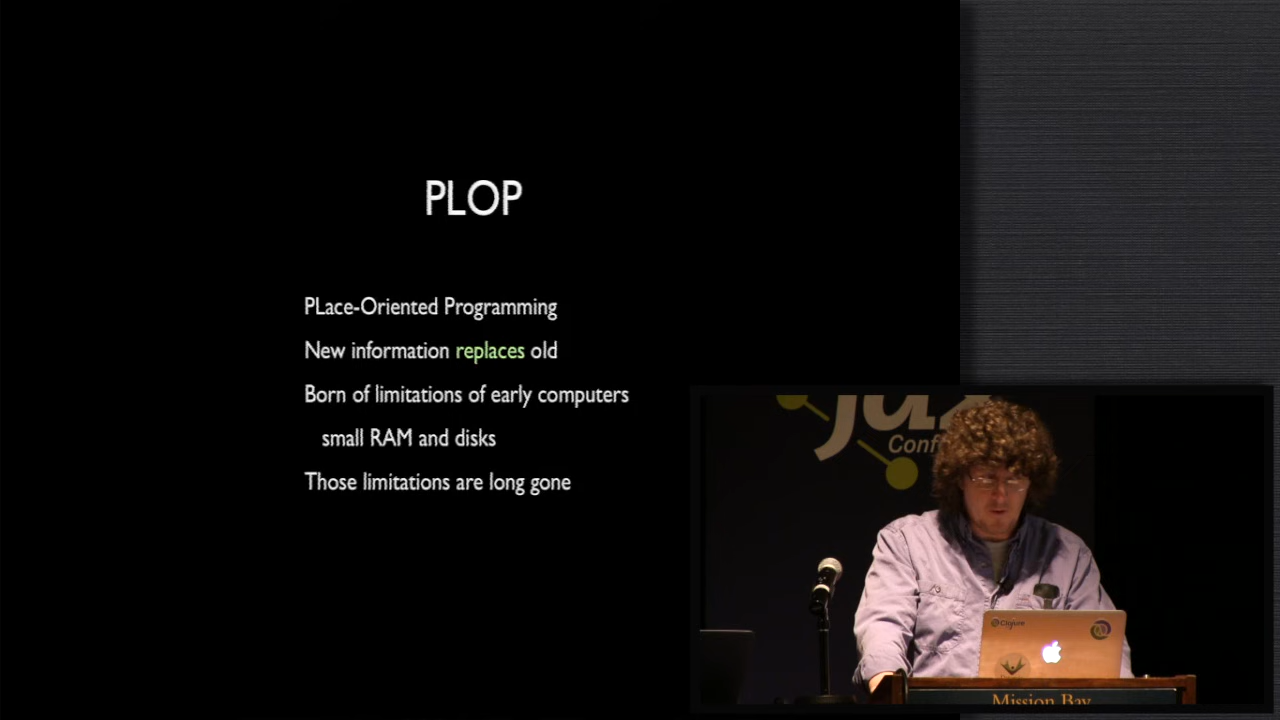 PLOP
PLace-Oriented Programming
New information replaces old
Born of limitations of early computers
small RAM and disks
Those limitations are long gone
Mission Bay